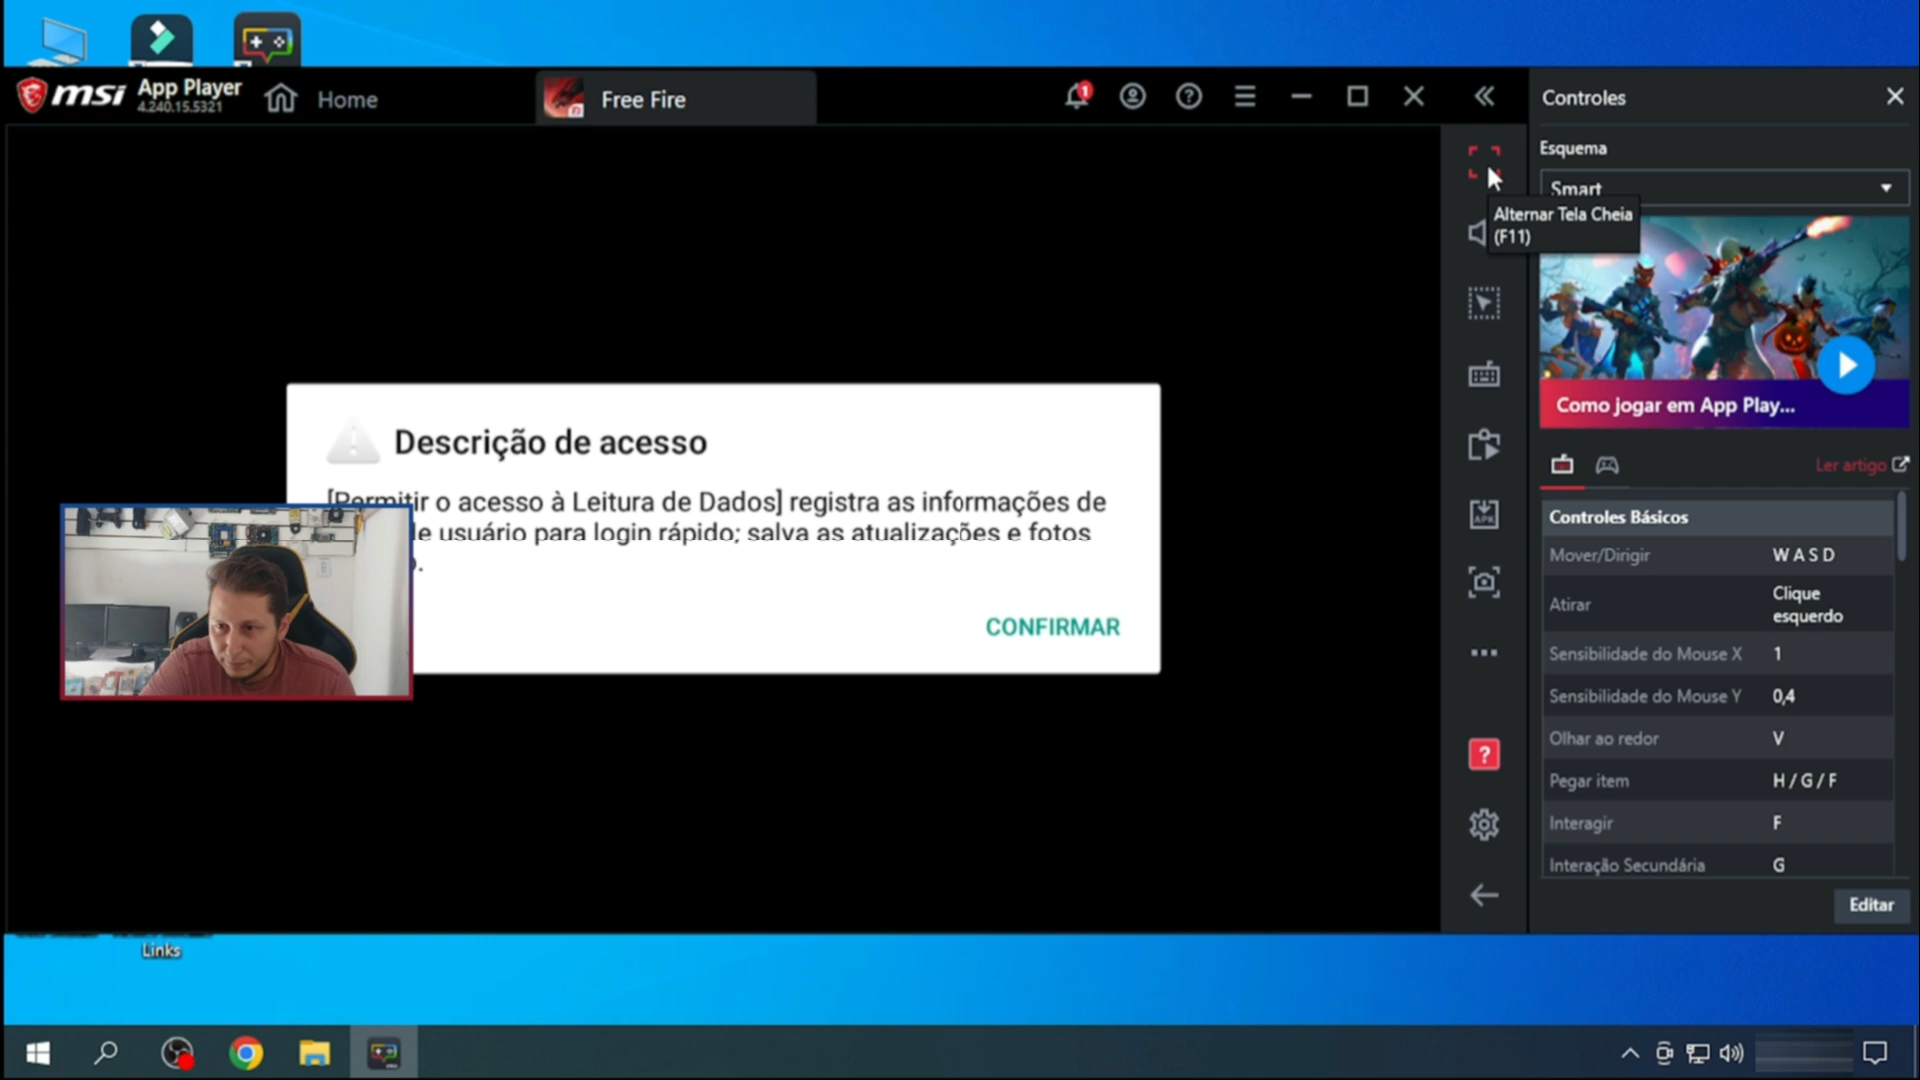 msi App Player
4.240.15.5321
Home
Free Fire
1
Controles
Esquema
Smart
Alternar Tela Cheia
(F11)
Como jogar em App Play...
Ler artigo
Descrição de acesso
[Permitir o acesso à Leitura de Dados] registra as informações de
de usuário para login rápido; salva as atualizações e fotos
CONFIRMAR
APK
?
Controles Básicos
Mover/Dirigir W A S D
Atirar Clique
esquerdo
Sensibilidade do Mouse X 1
Sensibilidade do Mouse Y 0,4
Olhar ao redor V
Pegar item H / G / F
Interagir F
Interação Secundária G
Editar
Links